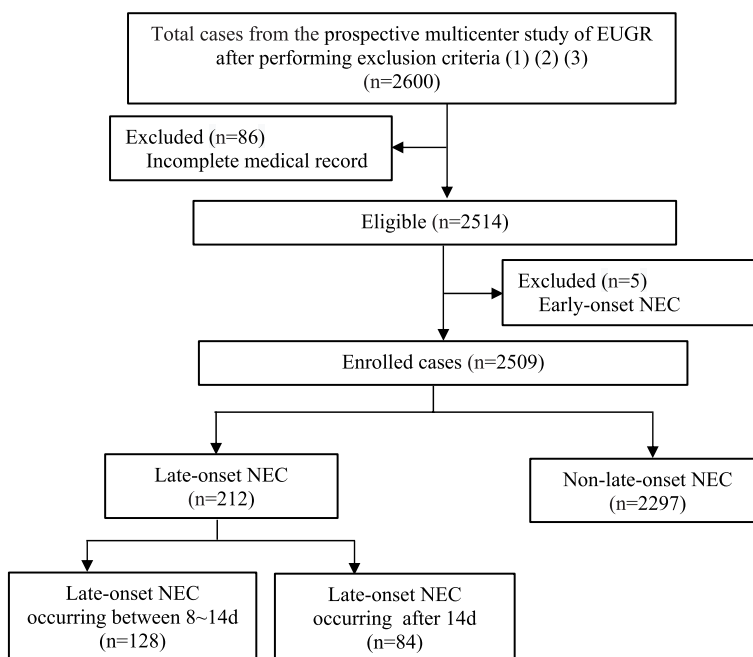 Total cases from the prospective multicenter study of EUGR
after performing exclusion criteria (1) (2) (3)
(n=2600)
Excluded (n=86)
Incomplete medical record
Eligible (n=2514)
Excluded (n=5)
Early-onset NEC
Enrolled cases (n=2509)
Late-onset NEC
(n=212)
Non-late-onset NEC
(n=2297)
Late-onset NEC
occurring between 8~14d
(n=128)
Late-onset NEC
occurring after 14d
(n=84)